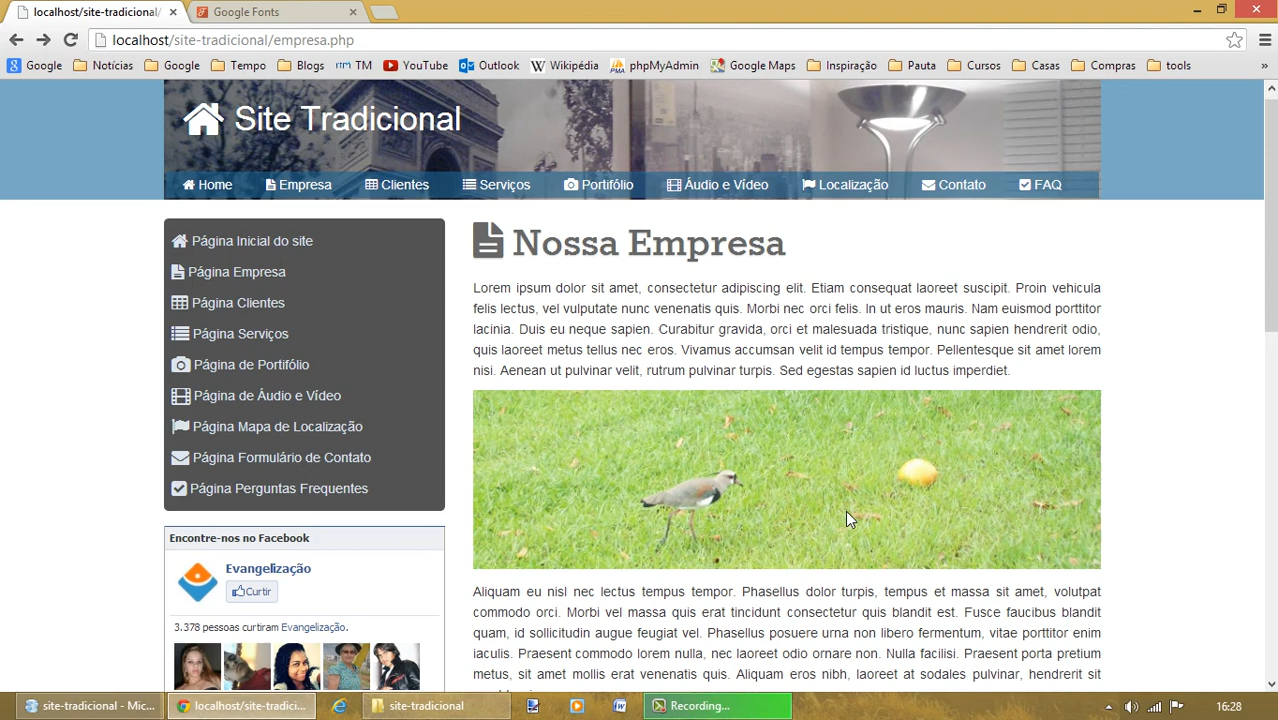 localhost/site-tradicional/
Google Fonts
localhost/site-tradicional/empresa.php
Google Notícias Google Tempo Blogs TM YouTube Outlook Wikipédia phpMyAdmin Google Maps Inspiração Pauta Cursos Casas Compras tools »
Site Tradicional
Home Empresa Clientes Serviços Portifólio Áudio e Vídeo Localização Contato FAQ
Página Inicial do site
Página Empresa
Página Clientes
Página Serviços
Página de Portifólio
Página de Áudio e Vídeo
Página Mapa de Localização
Página Formulário de Contato
Página Perguntas Frequentes
Encontre-nos no Facebook
Evangelização
Curtir
3.378 pessoas curtiram Evangelização.
Nossa Empresa
Lorem ipsum dolor sit amet, consectetur adipiscing elit. Etiam consequat laoreet suscipit. Proin vehicula
felis lectus, vel vulputate nunc venenatis quis. Morbi nec orci felis. In ut eros mauris. Nam euismod porttitor
lacinia. Duis eu neque sapien. Curabitur gravida, orci et malesuada tristique, nunc sapien hendrerit odio,
quis laoreet metus tellus nec eros. Vivamus accumsan velit id tempus tempor. Pellentesque sit amet lorem
nisi. Aenean ut pulvinar velit, rutrum pulvinar turpis. Sed egestas sapien id luctus imperdiet.
Aliquam eu nisl nec lectus tempus tempor. Phasellus dolor turpis, tempus et massa sit amet, volutpat
commodo orci. Morbi vel massa quis erat tincidunt consectetur quis blandit est. Fusce faucibus blandit
quam, id sollicitudin augue feugiat vel. Phasellus posuere urna non libero fermentum, vitae porttitor enim
iaculis. Praesent commodo lorem nulla, nec laoreet odio ornare non. Nulla facilisi. Praesent porta pretium
metus, sit amet mollis erat venenatis quis. Aliquam eros nibh, laoreet at sodales pulvinar, hendrerit sit
site-tradicional - Mic... localhost/site-tradici... site-tradicional Recording... 16:28